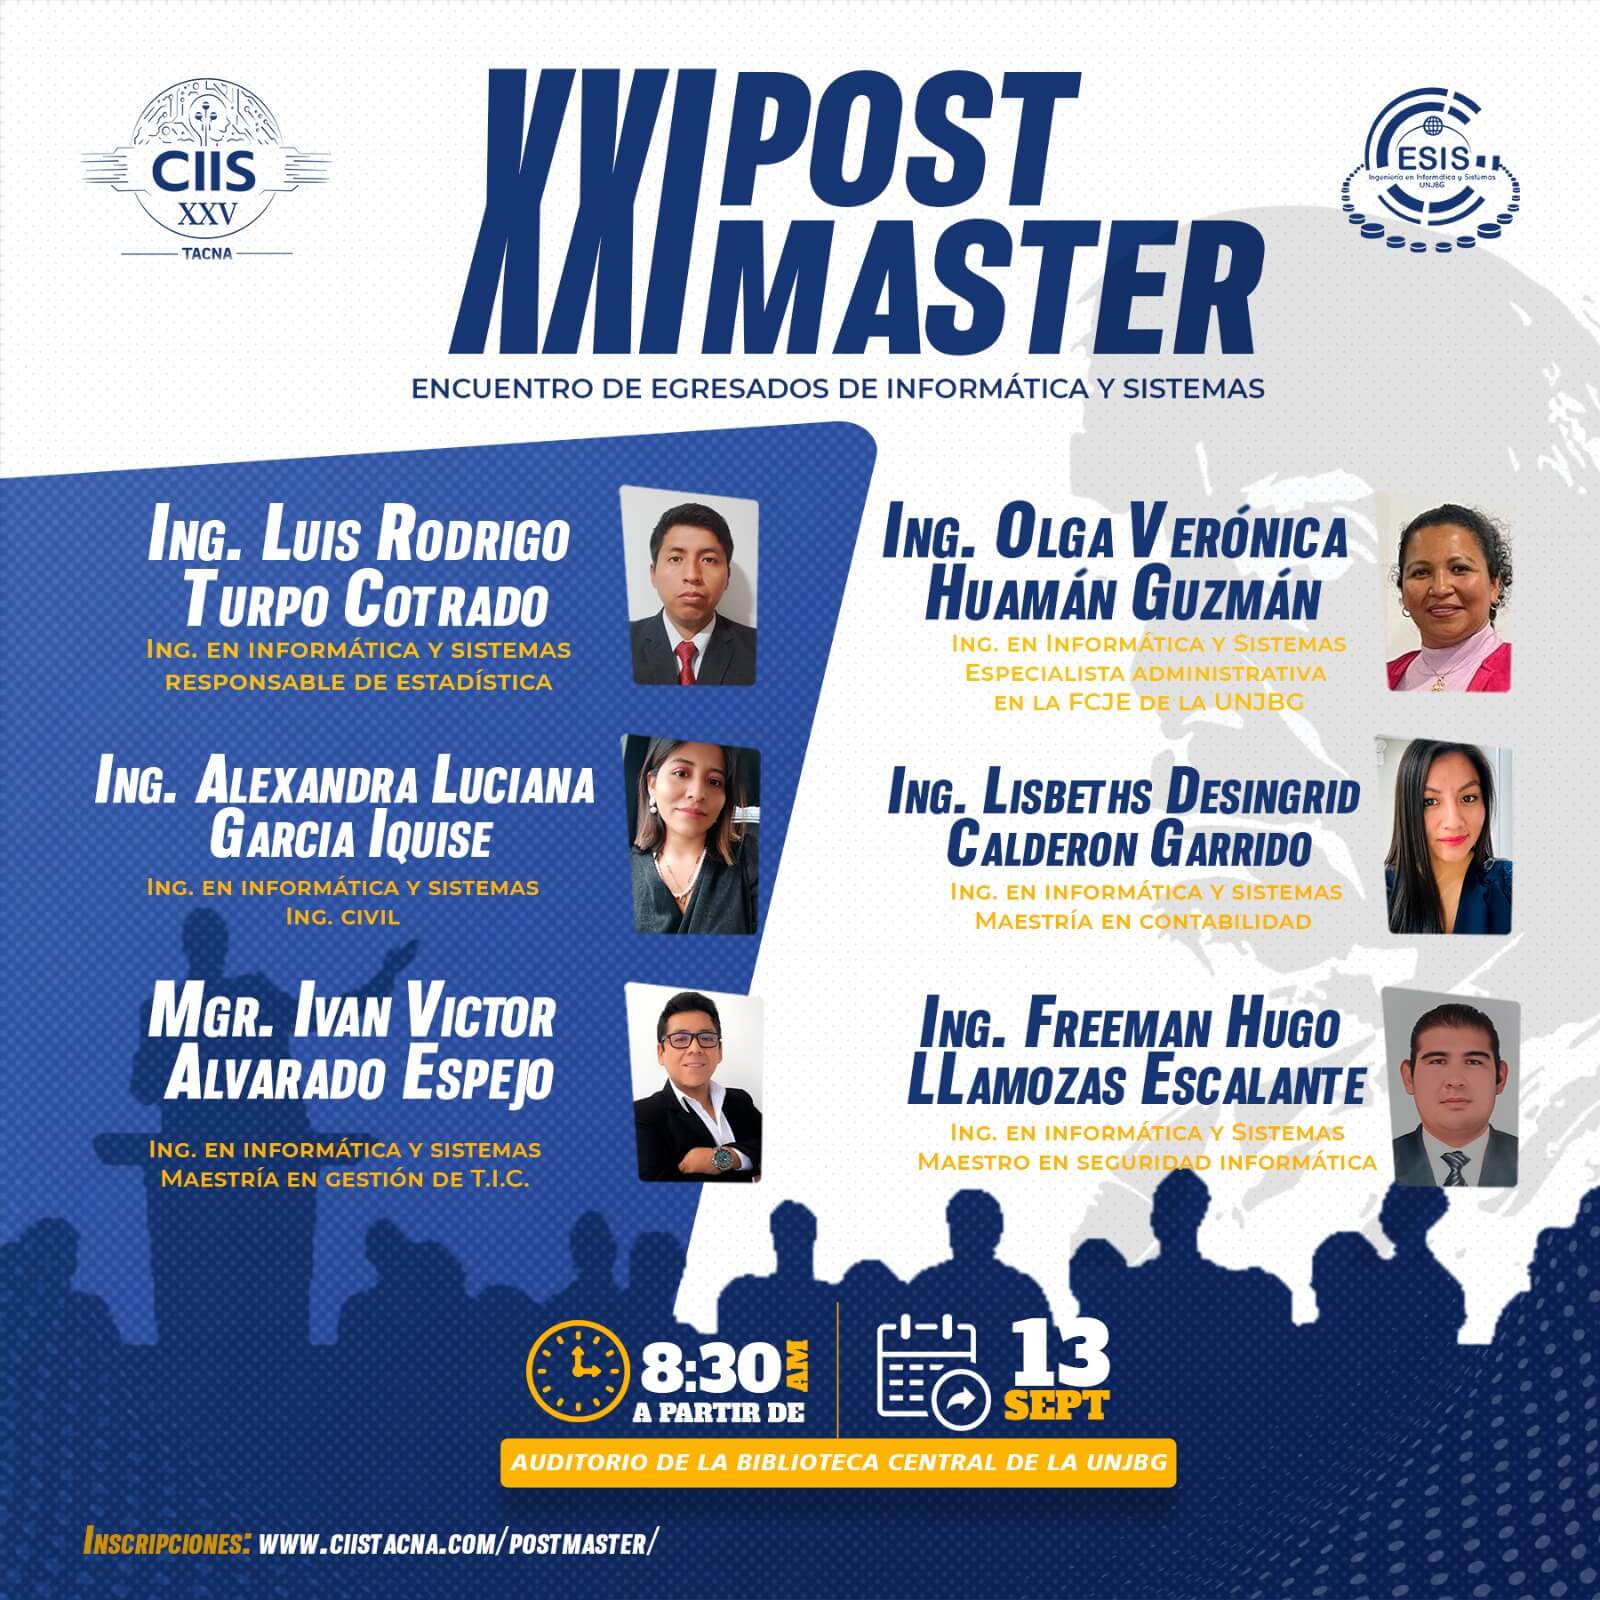 CIIS
XXV
TACNA
XXI POST
MASTER
ENCUENTRO DE EGRESADOS DE INFORMÁTICA Y SISTEMAS
ESIS
Ingeniería en Informática y Sistemas
UNJBG
ING. LUIS RODRIGO
TURPO COTRADO
ING. EN INFORMÁTICA Y SISTEMAS
RESPONSABLE DE ESTADÍSTICA
ING. OLGA VERÓNICA
HUAMÁN GUZMÁN
ING. EN INFORMÁTICA Y SISTEMAS
ESPECIALISTA ADMINISTRATIVA
EN LA FCJE DE LA UNJBG
ING. ALEXANDRA LUCIANA
GARCIA IQUISE
ING. EN INFORMÁTICA Y SISTEMAS
ING. CIVIL
ING. LISBETHS DESINGRID
CALDERON GARRIDO
ING. EN INFORMÁTICA Y SISTEMAS
MAESTRÍA EN CONTABILIDAD
MGR. IVAN VICTOR
ALVARADO ESPEJO
ING. EN INFORMÁTICA Y SISTEMAS
MAESTRÍA EN GESTIÓN DE T.I.C.
ING. FREEMAN HUGO
LLAMOZAS ESCALANTE
ING. EN INFORMÁTICA Y SISTEMAS
MAESTRO EN SEGURIDAD INFORMÁTICA
8:30 AM
A PARTIR DE
13
SEPT
AUDITORIO DE LA BIBLIOTECA CENTRAL DE LA UNJBG
INSCRIPCIONES: WWW.CIISTACNA.COM/POSTMASTER/